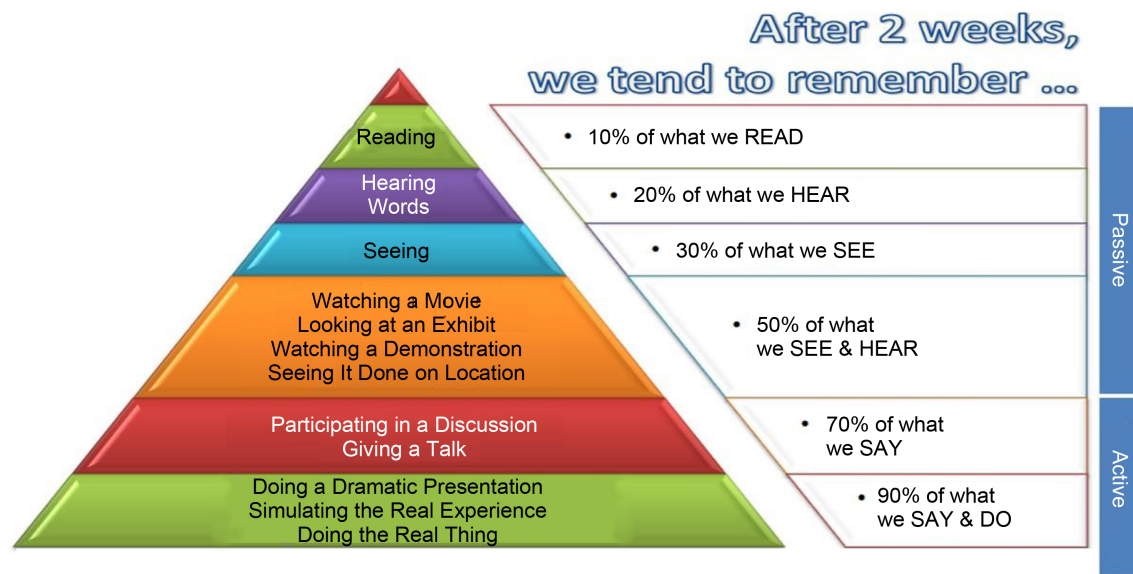 After 2 weeks,
we tend to remember ...
Reading
• 10% of what we READ
Hearing
Words
• 20% of what we HEAR
Seeing
• 30% of what we SEE
Watching a Movie
Looking at an Exhibit
Watching a Demonstration
Seeing It Done on Location
• 50% of what
we SEE & HEAR
Passive
Participating in a Discussion
Giving a Talk
• 70% of what
we SAY
Doing a Dramatic Presentation
Simulating the Real Experience
Doing the Real Thing
• 90% of what
we SAY & DO
Active